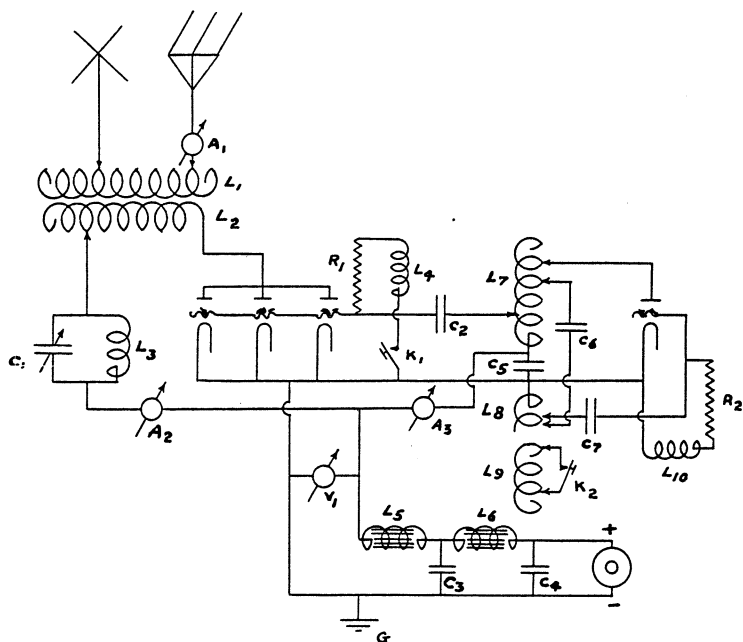 A₁
L₁
L₂
R₁
L₄
L₇
C₂
C₆
C₁
L₃
K₁
C₅
A₂
A₃
L₈
C₇
R₂
L₁₀
L₉
K₂
V₁
L₅
L₆
+
C₃
C₄
-
G